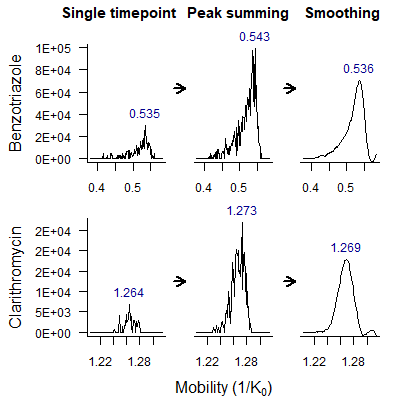 Single timepoint Peak summing Smoothing
Benzotriazole
1E+05
8E+04
6E+04
4E+04
2E+04
0E+00
0.535
0.543
0.536
0.4 0.5 0.4 0.5 0.4 0.5
Clarithromycin
2E+04
2E+04
1E+04
5E+03
0E+00
1.264
1.273
1.269
1.22 1.28 1.22 1.28 1.22 1.28
Mobility (1/K₀)